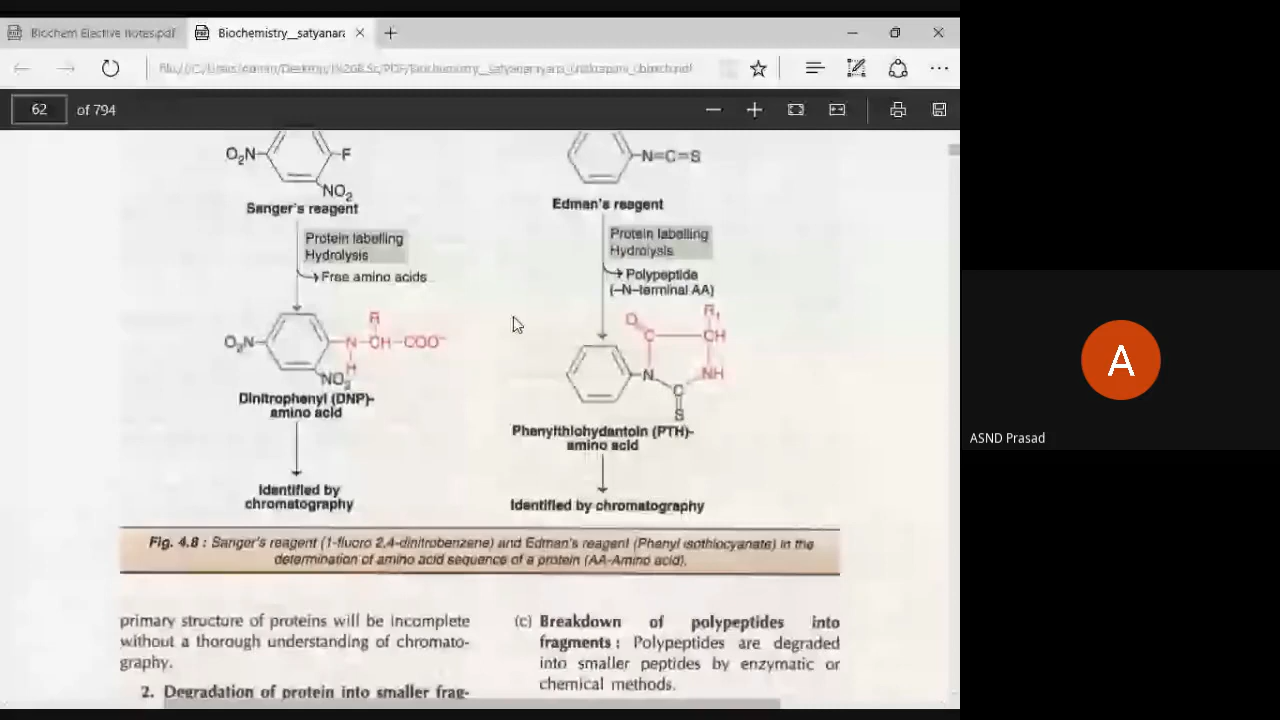 Biochem Elective Notes.pdf
Biochemistry__satyanara
62 of 794
O₂N F
NO₂
Sanger's reagent
Protein labelling
Hydrolysis
Free amino acids
R
O₂N N CH COO⁻
H
NO₂
Dinitrophenyl (DNP)-
amino acid
Identified by
chromatography
N=C=S
Edman's reagent
Protein labelling
Hydrolysis
Polypeptide
(–N–terminal AA)
O R₁
C CH
N NH
C
S
Phenylthiohydantoin (PTH)-
amino acid
Identified by chromatography
Fig. 4.8 : Sanger's reagent (1-fluoro 2,4-dinitrobenzene) and Edman's reagent (Phenyl isothiocyanate) in the
determination of amino acid sequence of a protein (AA-Amino acid).
primary structure of proteins will be incomplete
without a thorough understanding of chromato-
graphy.
2. Degradation of protein into smaller frag-
(c) Breakdown of polypeptides into
fragments : Polypeptides are degraded
into smaller peptides by enzymatic or
chemical methods.
A
ASND Prasad